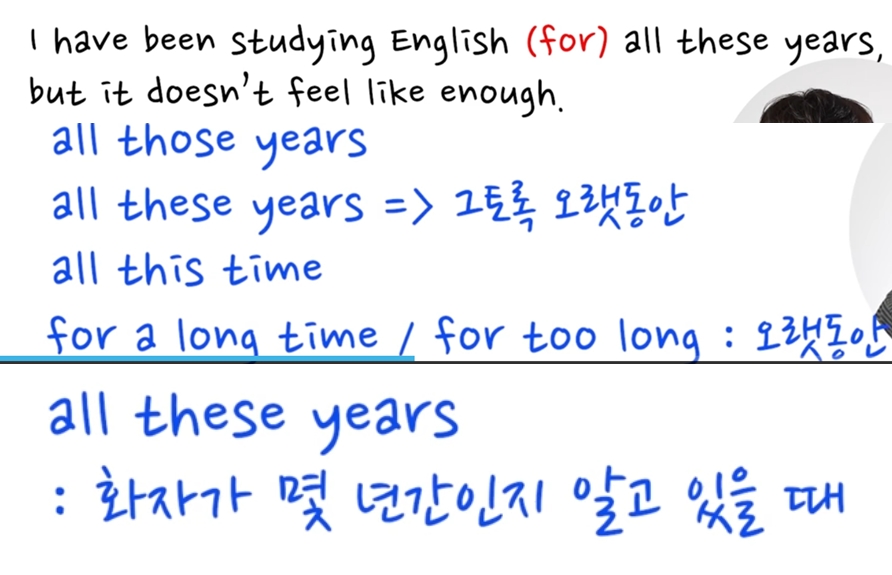 I have been studying English (for) all these years,
but it doesn't feel like enough.
all those years
all these years => 그토록 오랫동안
all this time
for a long time / for too long : 오랫동안
all these years
: 화자가 몇 년간인지 알고 있을 때